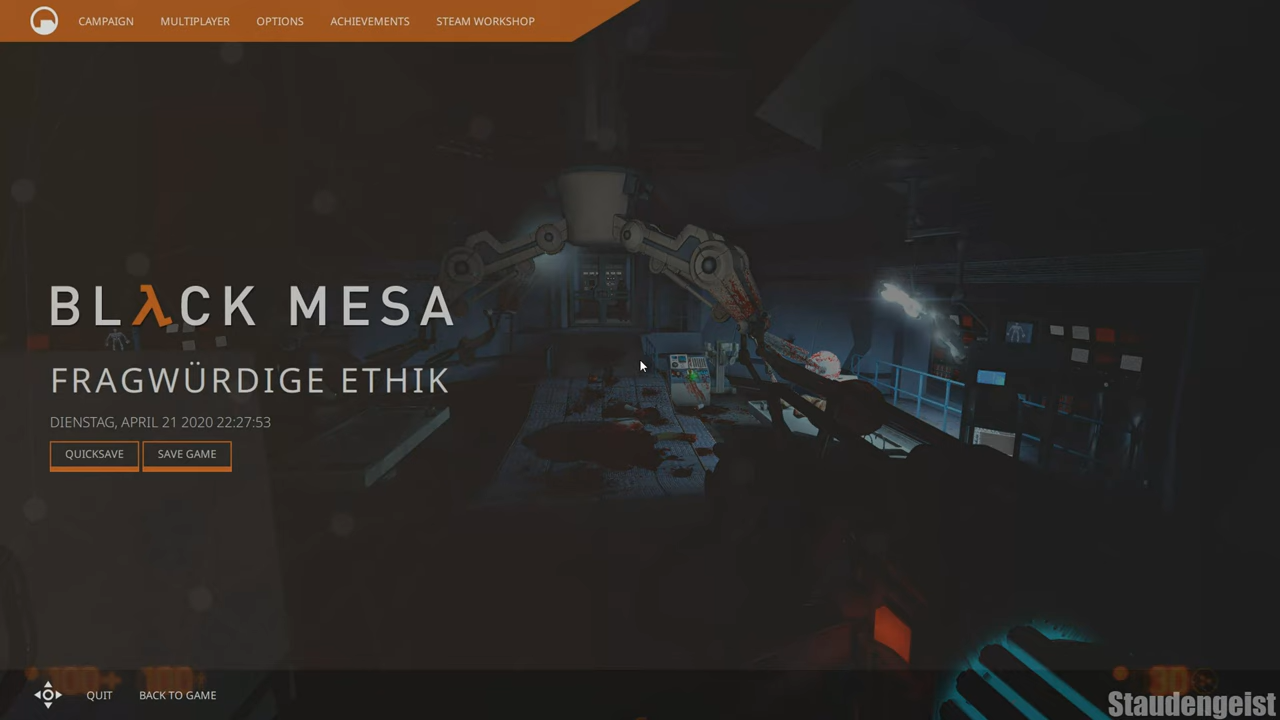 CAMPAIGN MULTIPLAYER OPTIONS ACHIEVEMENTS STEAM WORKSHOP
BLλCK MESA
FRAGWÜRDIGE ETHIK
DIENSTAG, APRIL 21 2020 22:27:53
QUICKSAVE SAVE GAME
QUIT BACK TO GAME
Staudengeist